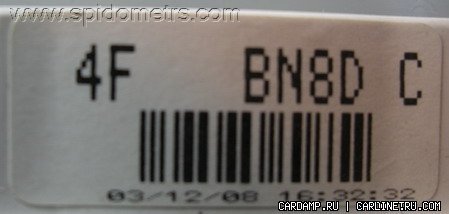 www.spidometrs.com
4F BN8D C
03/12/08 16:32:32
CARDAMP.RU | CARDINETRU.COM